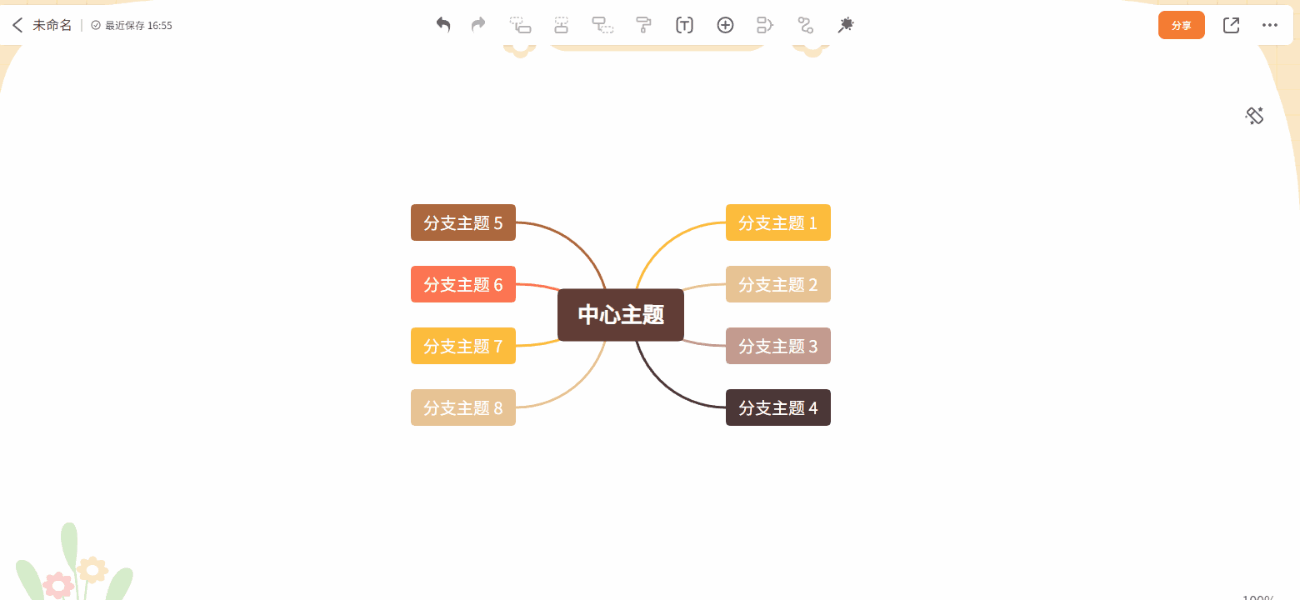 未命名
最近保存 16:55
分享
分支主题 5
分支主题 6
分支主题 7
分支主题 8
中心主题
分支主题 1
分支主题 2
分支主题 3
分支主题 4
100%